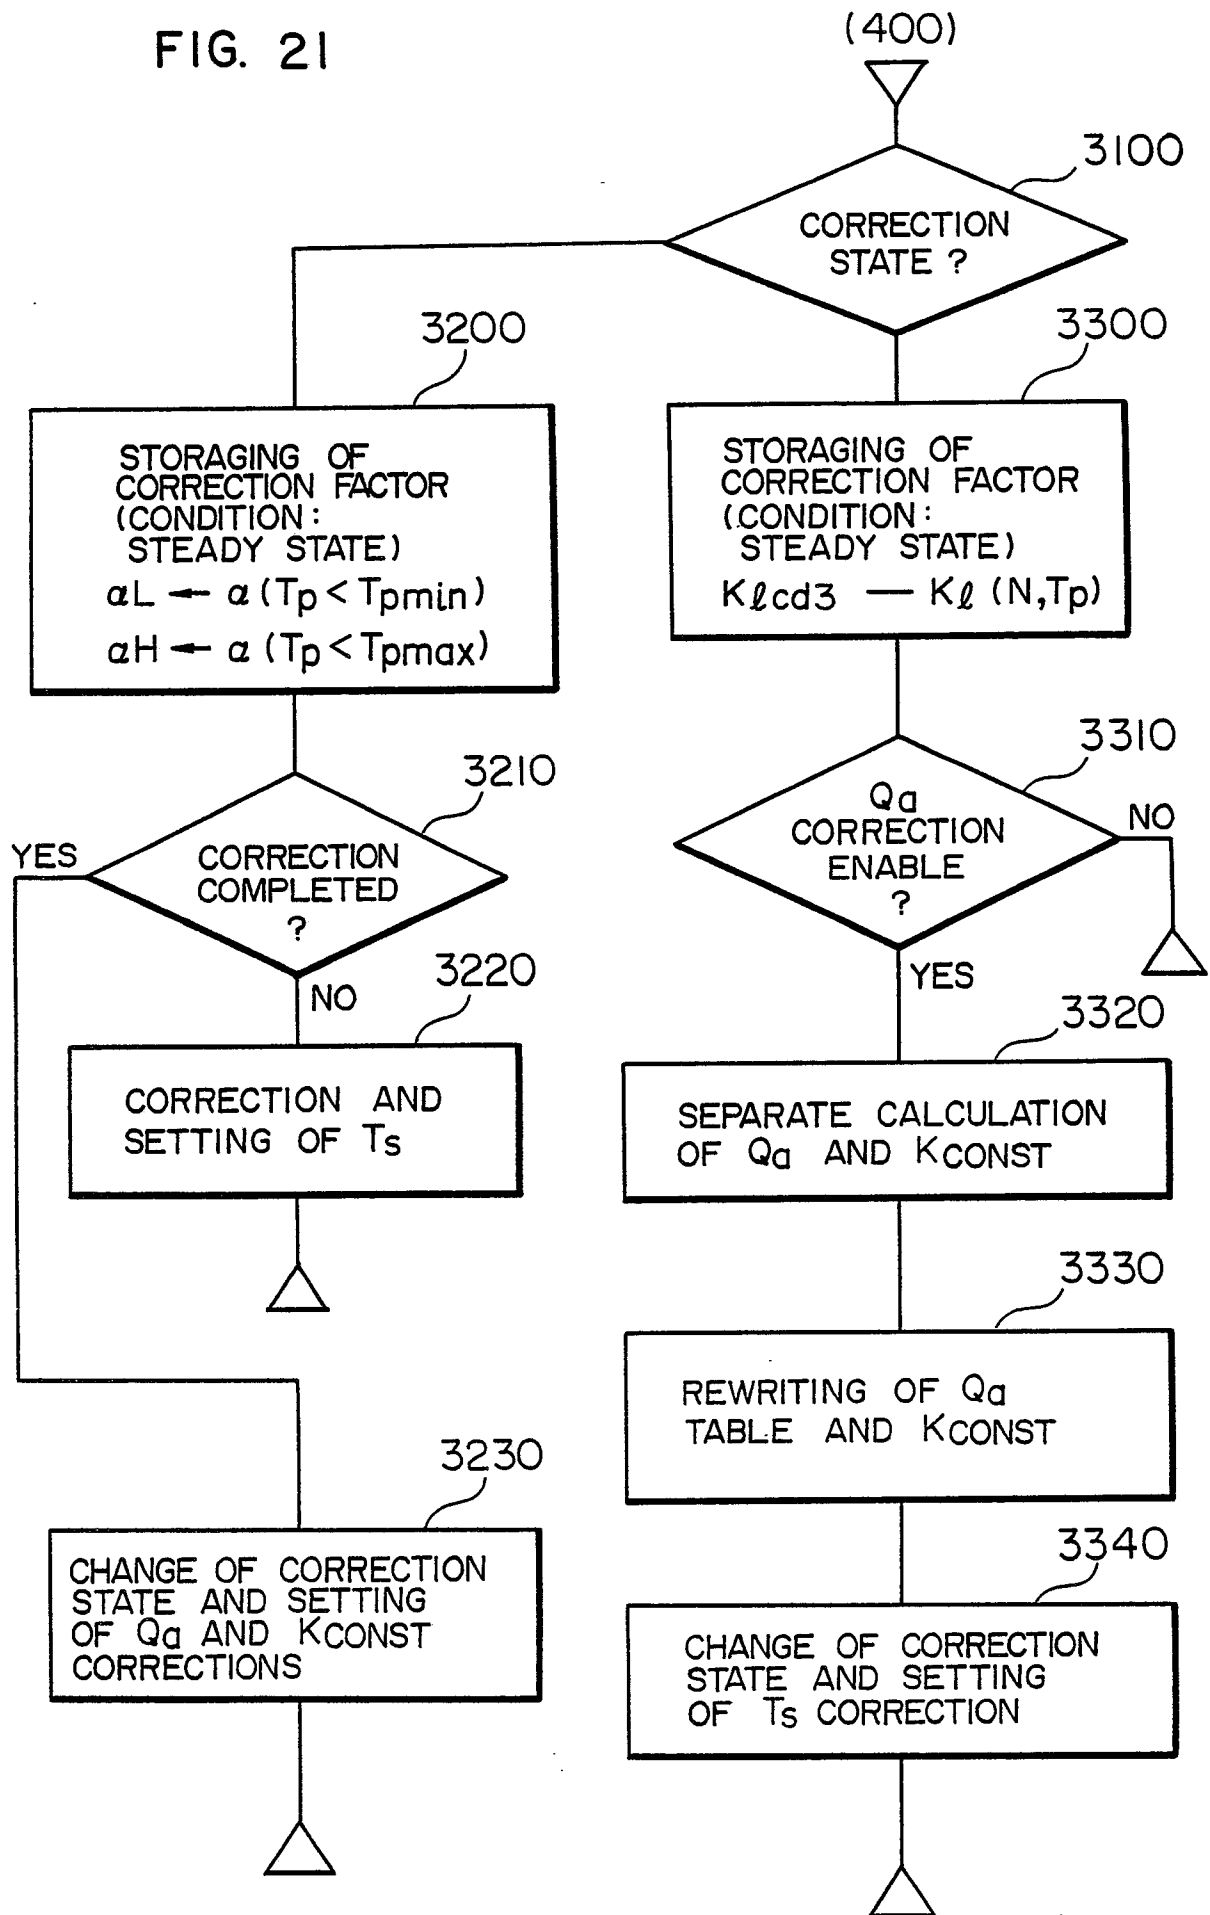 FIG. 21
(400)
3100
CORRECTION
STATE ?
3200
STORAGING OF
CORRECTION FACTOR
(CONDITION:
STEADY STATE)
αL ← α (Tp < Tpmin)
αH ← α (Tp < Tpmax)
3210
CORRECTION
COMPLETED
?
YES
NO
3220
CORRECTION AND
SETTING OF Ts
3230
CHANGE OF CORRECTION
STATE AND SETTING
OF Qa AND KCONST
CORRECTIONS
3300
STORAGING OF
CORRECTION FACTOR
(CONDITION:
STEADY STATE)
Kℓcd3 — Kℓ (N,Tp)
3310
Qa
CORRECTION
ENABLE
?
NO
YES
3320
SEPARATE CALCULATION
OF Qa AND KCONST
3330
REWRITING OF Qa
TABLE AND KCONST
3340
CHANGE OF CORRECTION
STATE AND SETTING
OF Ts CORRECTION